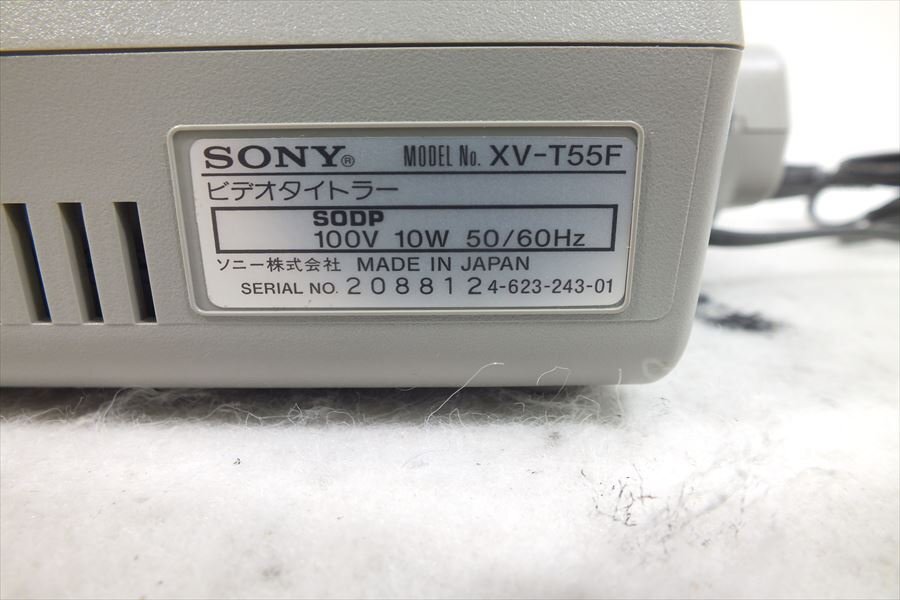 SONY® MODEL No. XV-T55F
ビデオタイトラー
SODP
100V 10W 50/60Hz
ソニー株式会社 MADE IN JAPAN
SERIAL NO. 208812 4-623-243-01